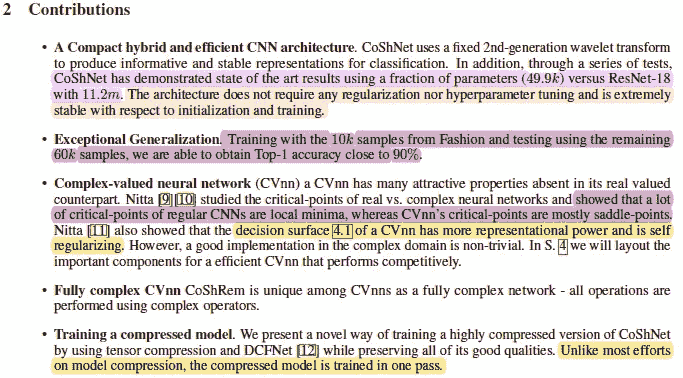 2 Contributions
• A Compact hybrid and efficient CNN architecture. CoShNet uses a fixed 2nd-generation wavelet transform
to produce informative and stable representations for classification. In addition, through a series of tests,
CoShNet has demonstrated state of the art results using a fraction of parameters (49.9k) versus ResNet-18
with 11.2m. The architecture does not require any regularization nor hyperparameter tuning and is extremely
stable with respect to initialization and training.
• Exceptional Generalization. Training with the 10k samples from Fashion and testing using the remaining
60k samples, we are able to obtain Top-1 accuracy close to 90%.
• Complex-valued neural network (CVnn) a CVnn has many attractive properties absent in its real valued
counterpart. Nitta [9][10] studied the critical-points of real vs. complex neural networks and showed that a lot
of critical-points of regular CNNs are local minima, whereas CVnn's critical-points are mostly saddle-points.
Nitta [11] also showed that the decision surface 4.1 of a CVnn has more representational power and is self
regularizing. However, a good implementation in the complex domain is non-trivial. In S. 4 we will layout the
important components for a efficient CVnn that performs competitively.
• Fully complex CVnn CoShRem is unique among CVnns as a fully complex network - all operations are
performed using complex operators.
• Training a compressed model. We present a novel way of training a highly compressed version of CoShNet
by using tensor compression and DCFNet [12] while preserving all of its good qualities. Unlike most efforts
on model compression, the compressed model is trained in one pass.